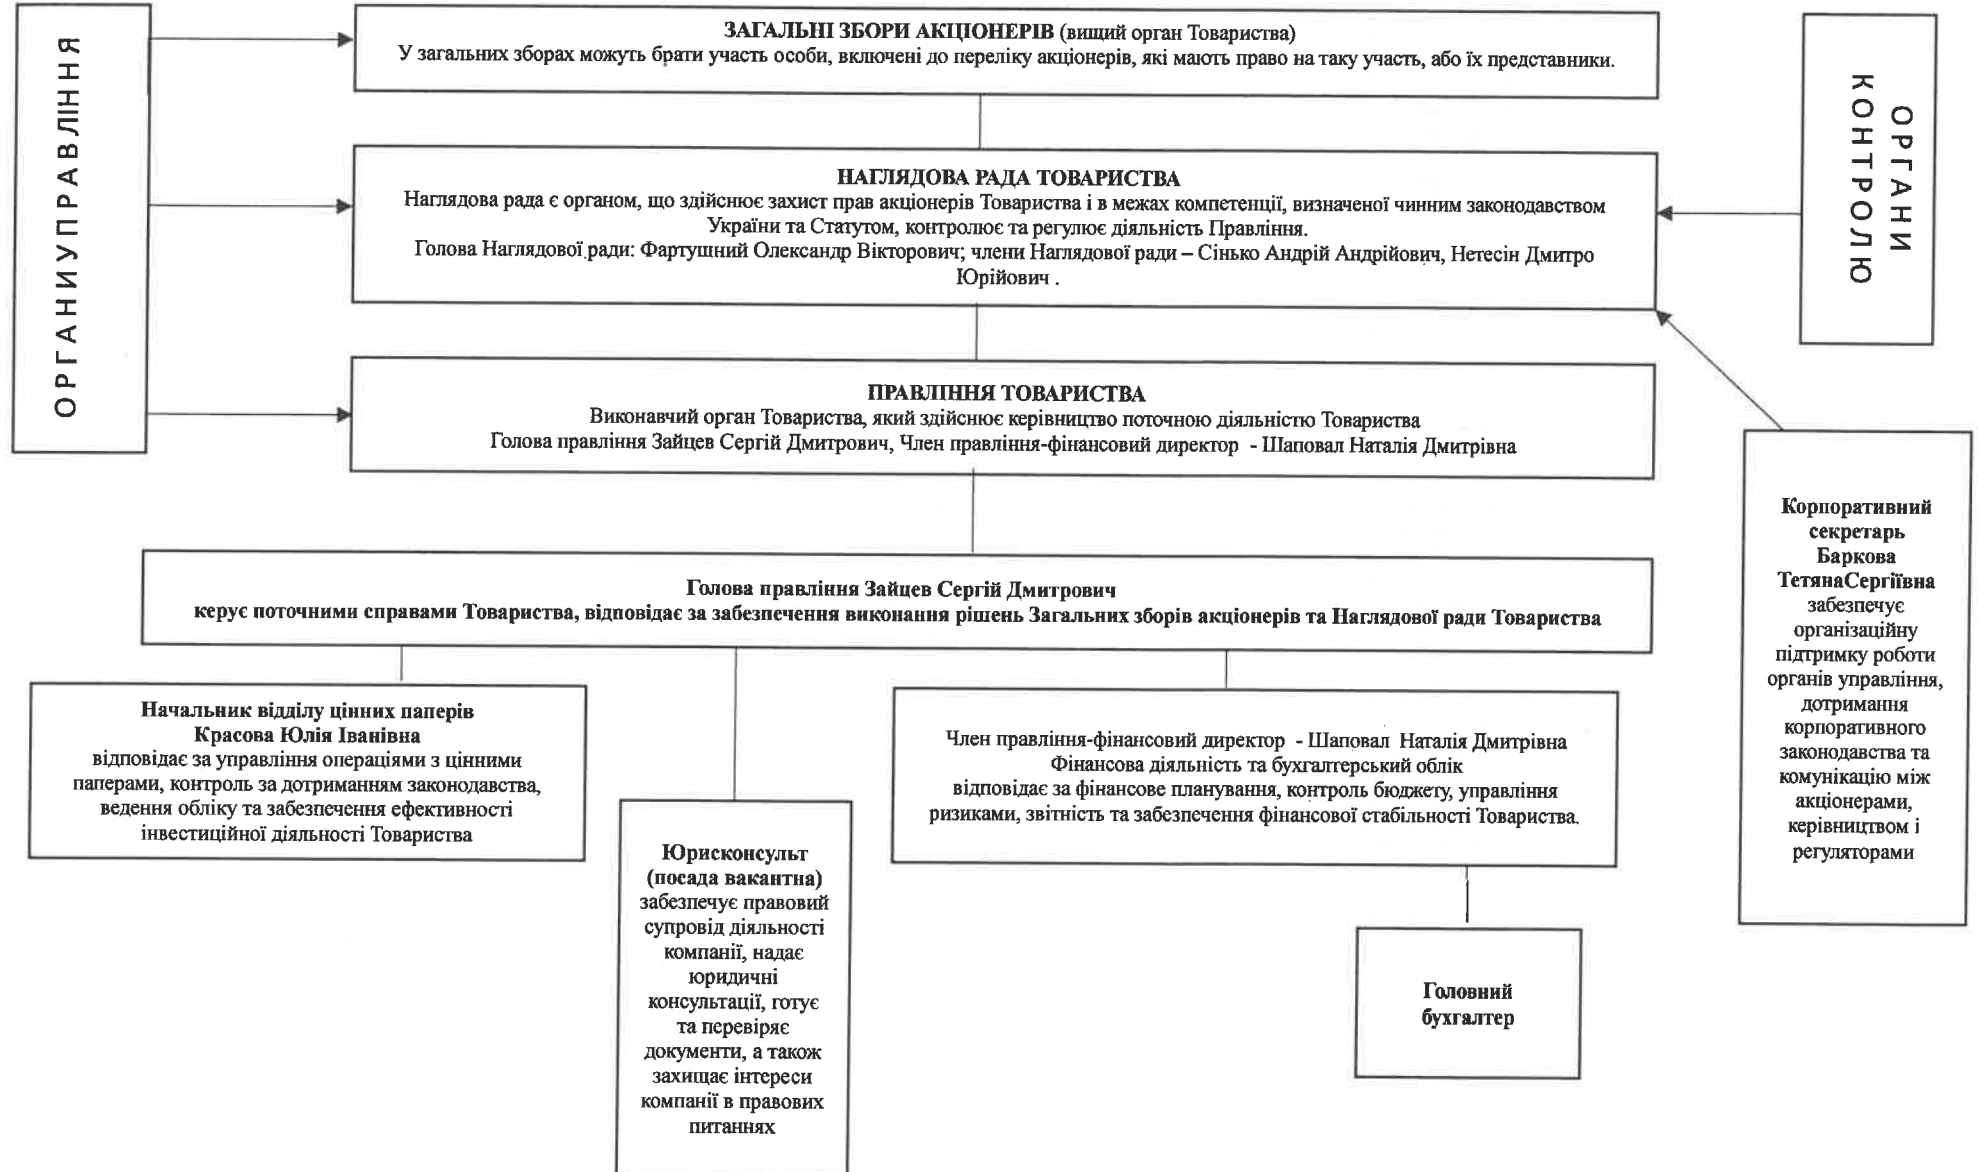 ОРГАНИУПРАВЛІННЯ
ЗАГАЛЬНІ ЗБОРИ АКЦІОНЕРІВ (вищий орган Товариства)
У загальних зборах можуть брати участь особи, включені до переліку акціонерів, які мають право на таку участь, або їх представники.
ОРГАНИ
КОНТРОЛЮ
НАГЛЯДОВА РАДА ТОВАРИСТВА
Наглядова рада є органом, що здійснює захист прав акціонерів Товариства і в межах компетенції, визначеної чинним законодавством
України та Статутом, контролює та регулює діяльність Правління.
Голова Наглядової ради: Фартушний Олександр Вікторович; члени Наглядової ради – Сінько Андрій Андрійович, Нетесін Дмитро
Юрійович .
ПРАВЛІННЯ ТОВАРИСТВА
Виконавчий орган Товариства, який здійснює керівництво поточною діяльністю Товариства
Голова правління Зайцев Сергій Дмитрович, Член правління-фінансовий директор - Шаповал Наталія Дмитрівна
Корпоративний
секретарь
Баркова
ТетянаСергіївна
забезпечує
організаційну
підтримку роботи
органів управління,
дотримання
корпоративного
законодавства та
комунікацію між
акціонерами,
керівництвом і
регуляторами
Голова правління Зайцев Сергій Дмитрович
керує поточними справами Товариства, відповідає за забезпечення виконання рішень Загальних зборів акціонерів та Наглядової ради Товариства
Начальник відділу цінних паперів
Красова Юлія Іванівна
відповідає за управління операціями з цінними
паперами, контроль за дотриманням законодавства,
ведення обліку та забезпечення ефективності
інвестиційної діяльності Товариства
Юрисконсульт
(посада вакантна)
забезпечує правовий
супровід діяльності
компанії, надає
юридичні
консультації, готує
та перевіряє
документи, а також
захищає інтереси
компанії в правових
питаннях
Член правління-фінансовий директор - Шаповал Наталія Дмитрівна
Фінансова діяльність та бухгалтерський облік
відповідає за фінансове планування, контроль бюджету, управління
ризиками, звітність та забезпечення фінансової стабільності Товариства.
Головний
бухгалтер